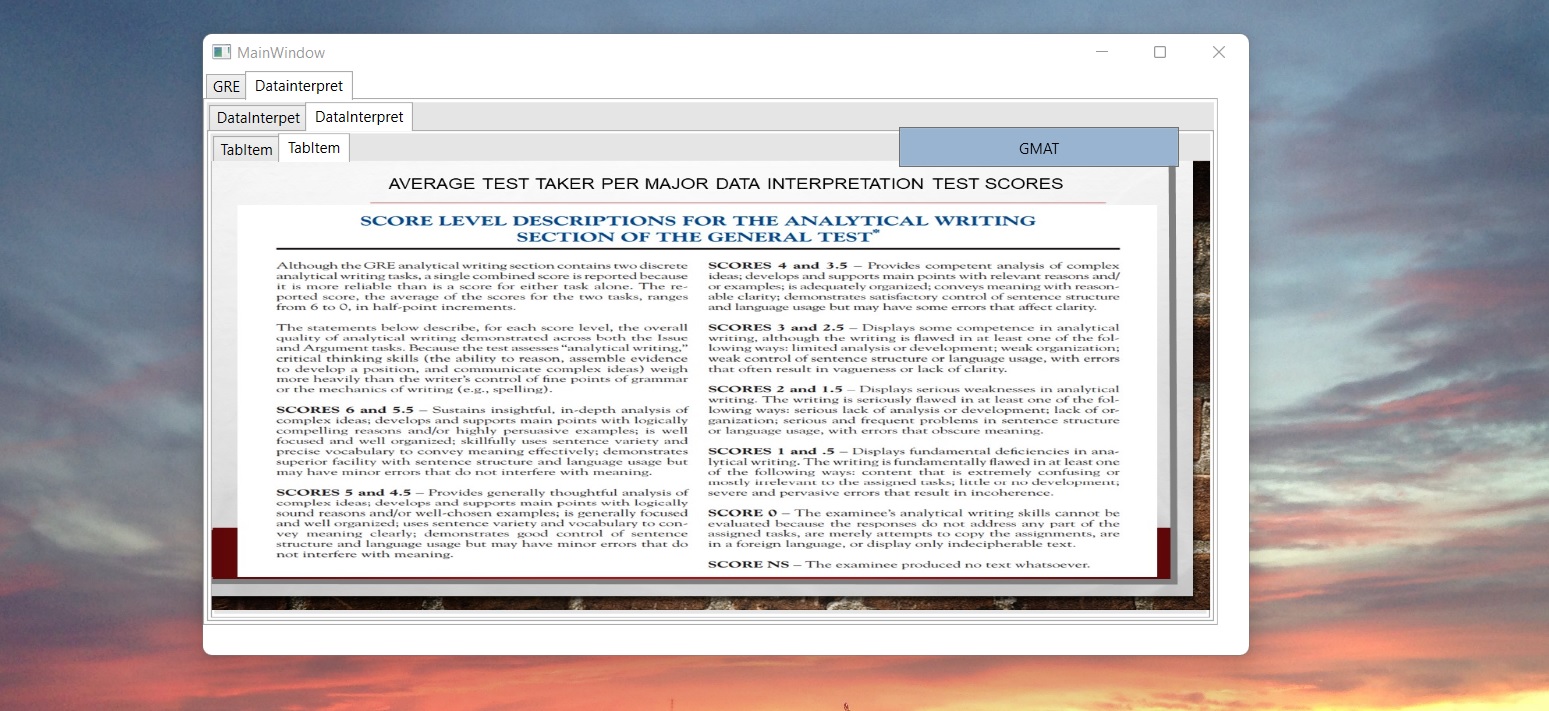 MainWindow
GRE Datainterpret
DataInterpet DataInterpret
TabItem TabItem
GMAT
AVERAGE TEST TAKER PER MAJOR DATA INTERPRETATION TEST SCORES
SCORE LEVEL DESCRIPTIONS FOR THE ANALYTICAL WRITING
SECTION OF THE GENERAL TEST*
Although the GRE analytical writing section contains two discrete
analytical writing tasks, a single combined score is reported because
it is more reliable than is a score for either task alone. The re-
ported score, the average of the scores for the two tasks, ranges
from 6 to 0, in half-point increments.
The statements below describe, for each score level, the overall
quality of analytical writing demonstrated across both the Issue
and Argument tasks. Because the test assesses "analytical writing,"
critical thinking skills (the ability to reason, assemble evidence
to develop a position, and communicate complex ideas) weigh
more heavily than the writer's control of fine points of grammar
or the mechanics of writing (e.g., spelling).
SCORES 6 and 5.5 – Sustains insightful, in-depth analysis of
complex ideas; develops and supports main points with logically
compelling reasons and/or highly persuasive examples; is well
focused and well organized; skillfully uses sentence variety and
precise vocabulary to convey meaning effectively; demonstrates
superior facility with sentence structure and language usage but
may have minor errors that do not interfere with meaning.
SCORES 5 and 4.5 – Provides generally thoughtful analysis of
complex ideas; develops and supports main points with logically
sound reasons and/or well-chosen examples; is generally focused
and well organized; uses sentence variety and vocabulary to con-
vey meaning clearly; demonstrates good control of sentence
structure and language usage but may have minor errors that do
not interfere with meaning.
SCORES 4 and 3.5 – Provides competent analysis of complex
ideas; develops and supports main points with relevant reasons and/
or examples; is adequately organized; conveys meaning with reason-
able clarity; demonstrates satisfactory control of sentence structure
and language usage but may have some errors that affect clarity.
SCORES 3 and 2.5 – Displays some competence in analytical
writing, although the writing is flawed in at least one of the fol-
lowing ways: limited analysis or development; weak organization;
weak control of sentence structure or language usage, with errors
that often result in vagueness or lack of clarity.
SCORES 2 and 1.5 – Displays serious weaknesses in analytical
writing. The writing is seriously flawed in at least one of the fol-
lowing ways: serious lack of analysis or development; lack of or-
ganization; serious and frequent problems in sentence structure
or language usage, with errors that obscure meaning.
SCORES 1 and .5 – Displays fundamental deficiencies in ana-
lytical writing. The writing is fundamentally flawed in at least one
of the following ways: content that is extremely confusing or
mostly irrelevant to the assigned tasks; little or no development;
severe and pervasive errors that result in incoherence.
SCORE 0 – The examinee's analytical writing skills cannot be
evaluated because the responses do not address any part of the
assigned tasks, are merely attempts to copy the assignments, are
in a foreign language, or display only indecipherable text.
SCORE NS – The examinee produced no text whatsoever.